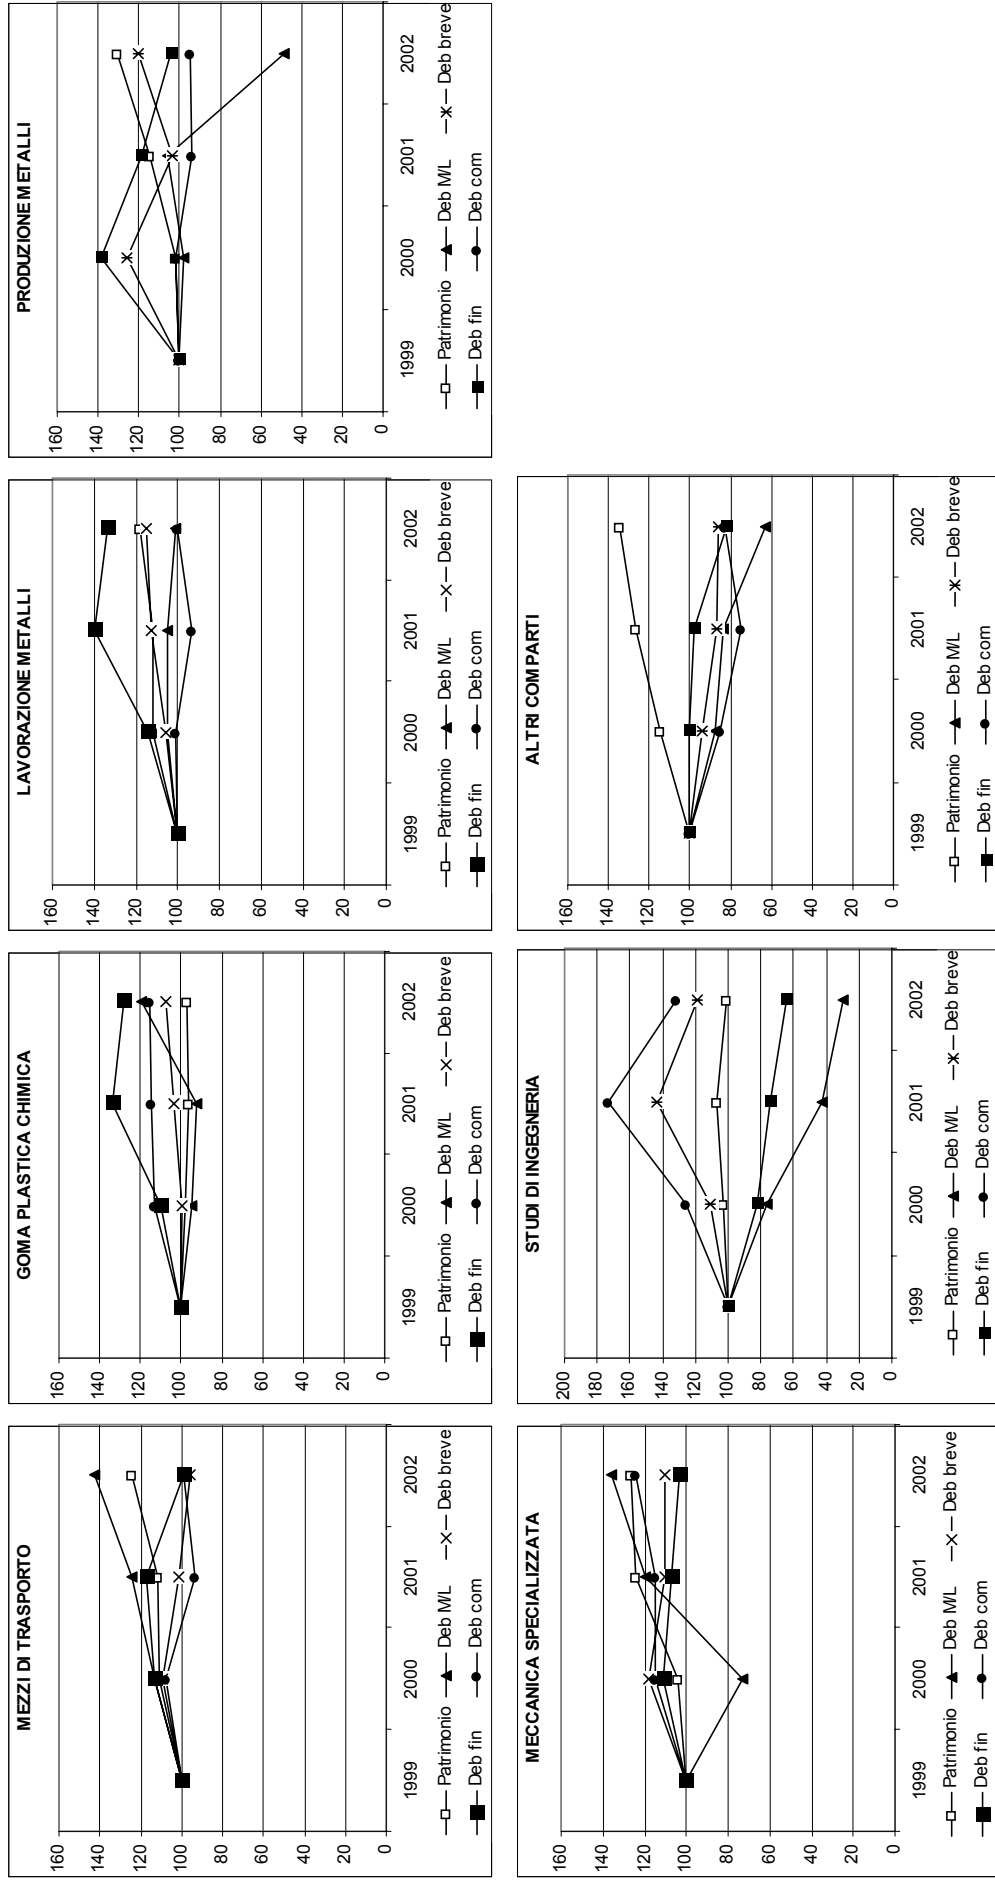 MEZZI DI TRASPORTO
160
140
120
100
80
60
40
20
0
1999 2000 2001 2002
Patrimonio Deb M/L Deb breve
Deb fin Deb com
GOMA PLASTICA CHIMICA
160
140
120
100
80
60
40
20
0
1999 2000 2001 2002
Patrimonio Deb M/L Deb breve
Deb fin Deb com
LAVORAZIONE METALLI
160
140
120
100
80
60
40
20
0
1999 2000 2001 2002
Patrimonio Deb M/L Deb breve
Deb fin Deb com
PRODUZIONE METALLI
160
140
120
100
80
60
40
20
0
1999 2000 2001 2002
Patrimonio Deb M/L Deb breve
Deb fin Deb com
MECCANICA SPECIALIZZATA
160
140
120
100
80
60
40
20
0
1999 2000 2001 2002
Patrimonio Deb M/L Deb breve
Deb fin Deb com
STUDI DI INGEGNERIA
200
180
160
140
120
100
80
60
40
20
0
1999 2000 2001 2002
Patrimonio Deb M/L Deb breve
Deb fin Deb com
ALTRI COMPARTI
160
140
120
100
80
60
40
20
0
1999 2000 2001 2002
Patrimonio Deb M/L Deb breve
Deb fin Deb com